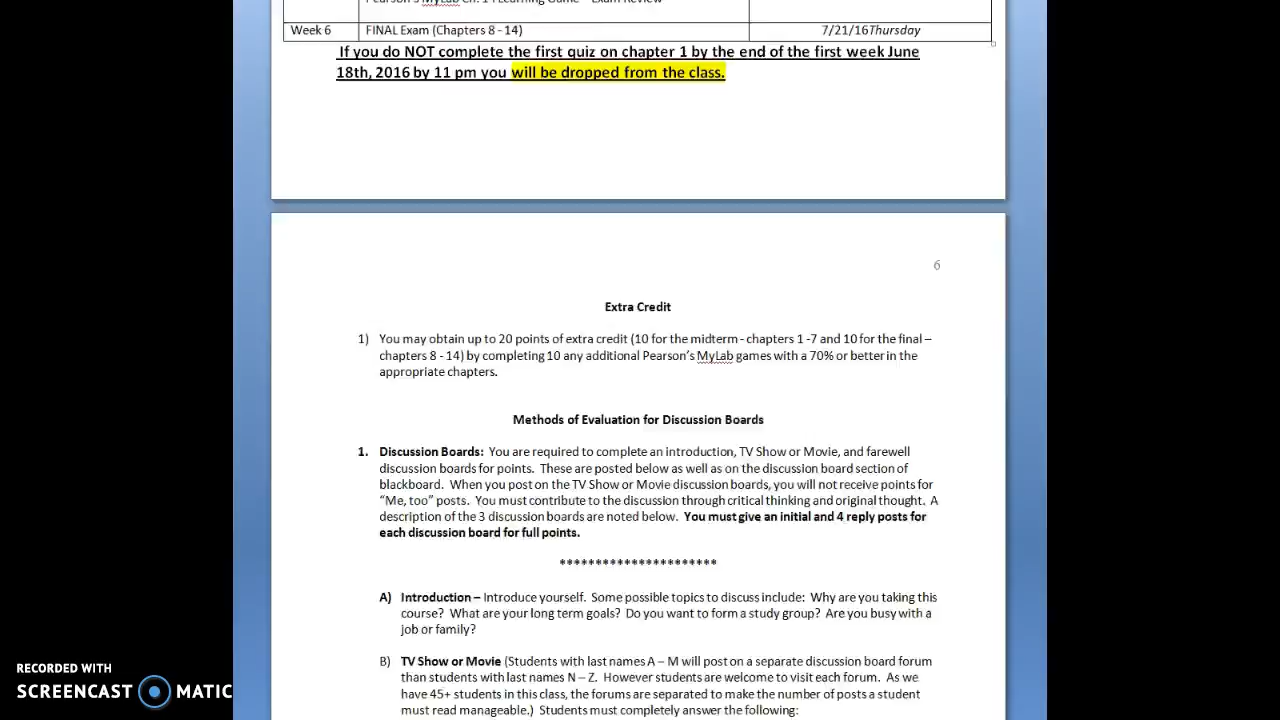 Pearson's MyLab Ch. 14 Learning Game – Exam Review
Week 6 FINAL Exam (Chapters 8 - 14) 7/21/16Thursday
If you do NOT complete the first quiz on chapter 1 by the end of the first week June
18th, 2016 by 11 pm you will be dropped from the class.
6
Extra Credit
1) You may obtain up to 20 points of extra credit (10 for the midterm - chapters 1 -7 and 10 for the final –
chapters 8 - 14) by completing 10 any additional Pearson's MyLab games with a 70% or better in the
appropriate chapters.
Methods of Evaluation for Discussion Boards
1. Discussion Boards: You are required to complete an introduction, TV Show or Movie, and farewell
discussion boards for points. These are posted below as well as on the discussion board section of
blackboard. When you post on the TV Show or Movie discussion boards, you will not receive points for
“Me, too” posts. You must contribute to the discussion through critical thinking and original thought. A
description of the 3 discussion boards are noted below. You must give an initial and 4 reply posts for
each discussion board for full points.
**********************
A) Introduction – Introduce yourself. Some possible topics to discuss include: Why are you taking this
course? What are your long term goals? Do you want to form a study group? Are you busy with a
job or family?
B) TV Show or Movie (Students with last names A – M will post on a separate discussion board forum
than students with last names N – Z. However students are welcome to visit each forum. As we
have 45+ students in this class, the forums are separated to make the number of posts a student
must read manageable.) Students must completely answer the following:
RECORDED WITH
SCREENCAST MATIC